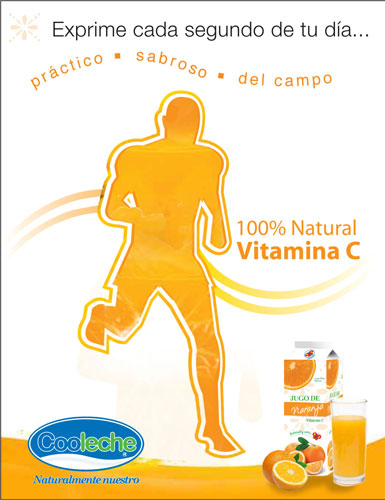 Exprime cada segundo de tu día...
práctico • sabroso • del campo
100% Natural
Vitamina C
JUGO DE
Naranja
Vitamina C
Cooleche
®
Naturalmente nuestro